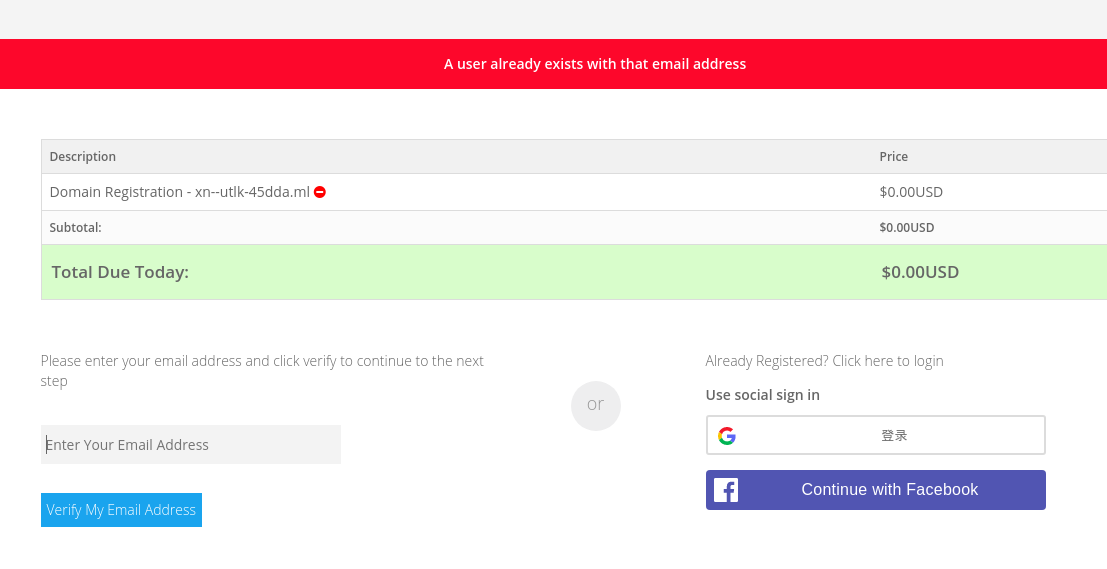 A user already exists with that email address
Description Price
Domain Registration - xn--utlk-45dda.ml $0.00USD
Subtotal: $0.00USD
Total Due Today: $0.00USD
Please enter your email address and click verify to continue to the next
step
Enter Your Email Address
Verify My Email Address
or
Already Registered? Click here to login
Use social sign in
登录
Continue with Facebook